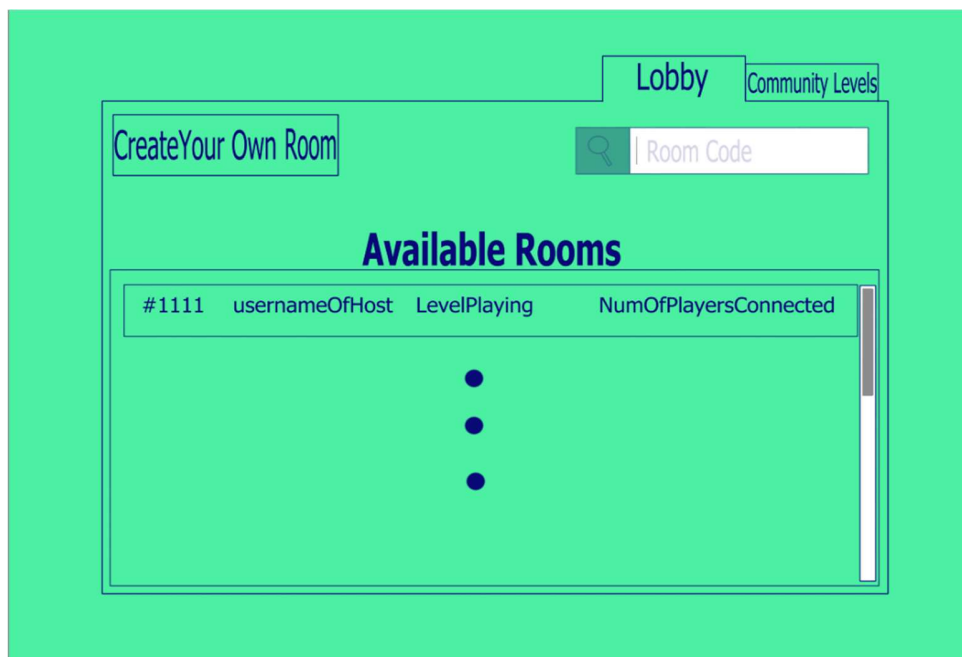 Lobby
Community Levels
CreateYour Own Room
Room Code
Available Rooms
#1111 usernameOfHost LevelPlaying NumOfPlayersConnected